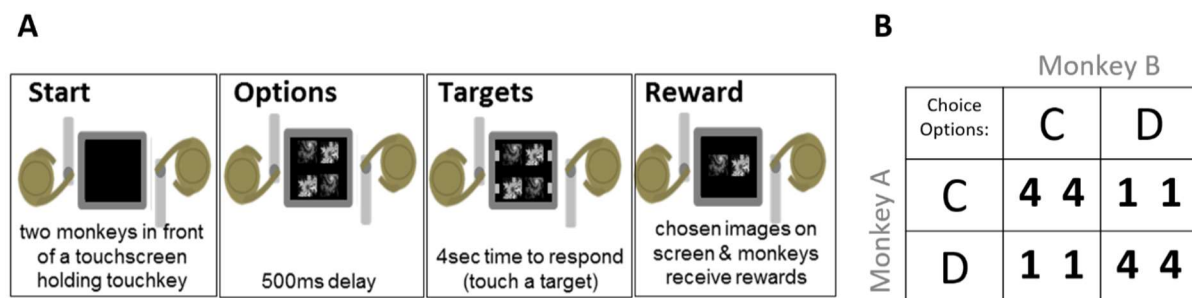 A
B
Start
two monkeys in front
of a touchscreen
holding touchkey
Options
500ms delay
Targets
4sec time to respond
(touch a target)
Reward
chosen images on
screen & monkeys
receive rewards
Monkey B
Monkey A
Choice
Options:
C D
C 4 4 1 1
D 1 1 4 4